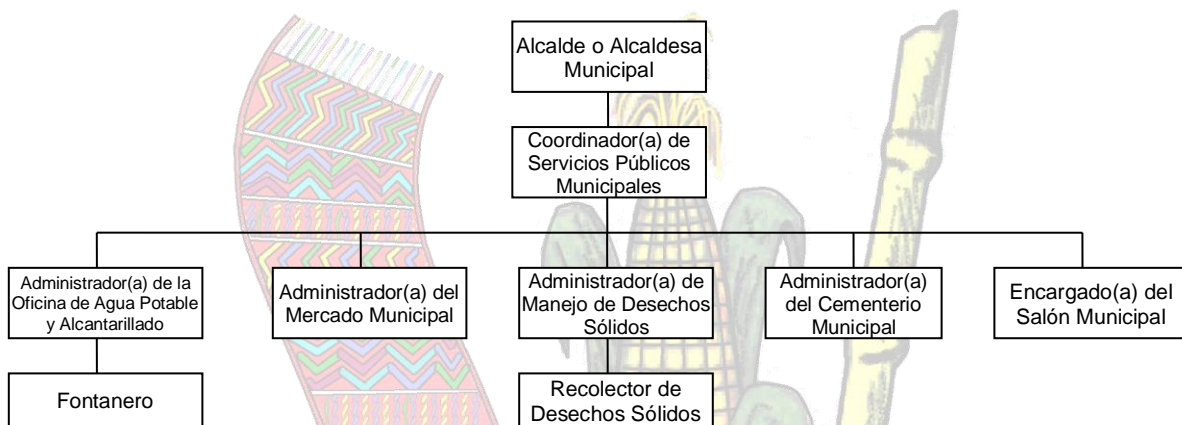 Alcalde o Alcaldesa
Municipal
Coordinador(a) de
Servicios Públicos
Municipales
Administrador(a) de la
Oficina de Agua Potable
y Alcantarillado
Administrador(a) del
Mercado Municipal
Administrador(a) de
Manejo de Desechos
Sólidos
Administrador(a)
del Cementerio
Municipal
Encargado(a) del
Salón Municipal
Fontanero
Recolector de
Desechos Sólidos